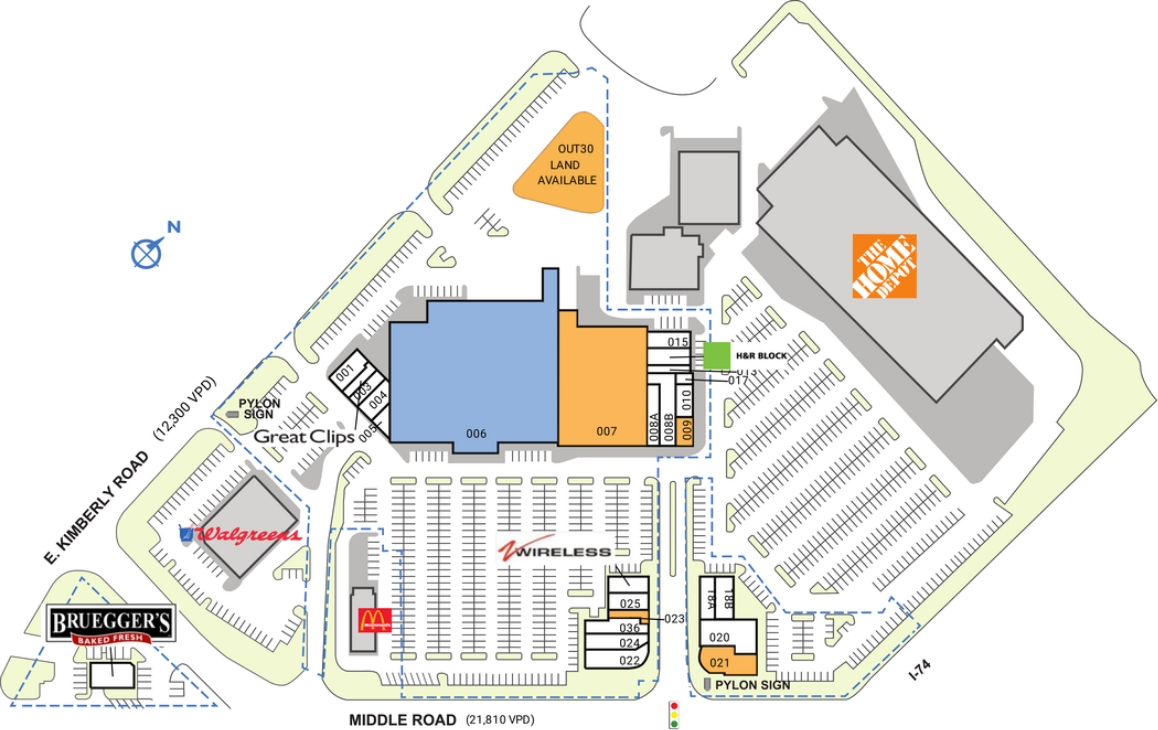 OUT30
LAND
AVAILABLE
N
THE
HOME
DEPOT
015
H&R BLOCK
013
017
001
003
004
005
010
008A
008B
009
006
007
PYLON
SIGN
(12,300 VPD)
Great Clips
E. KIMBERLY ROAD
Walgreens
WIRELESS
BRUEGGER'S
BAKED FRESH
McDonald's
025
023
036
024
022
18A
18B
020
021
PYLON SIGN
I-74
MIDDLE ROAD (21,810 VPD)